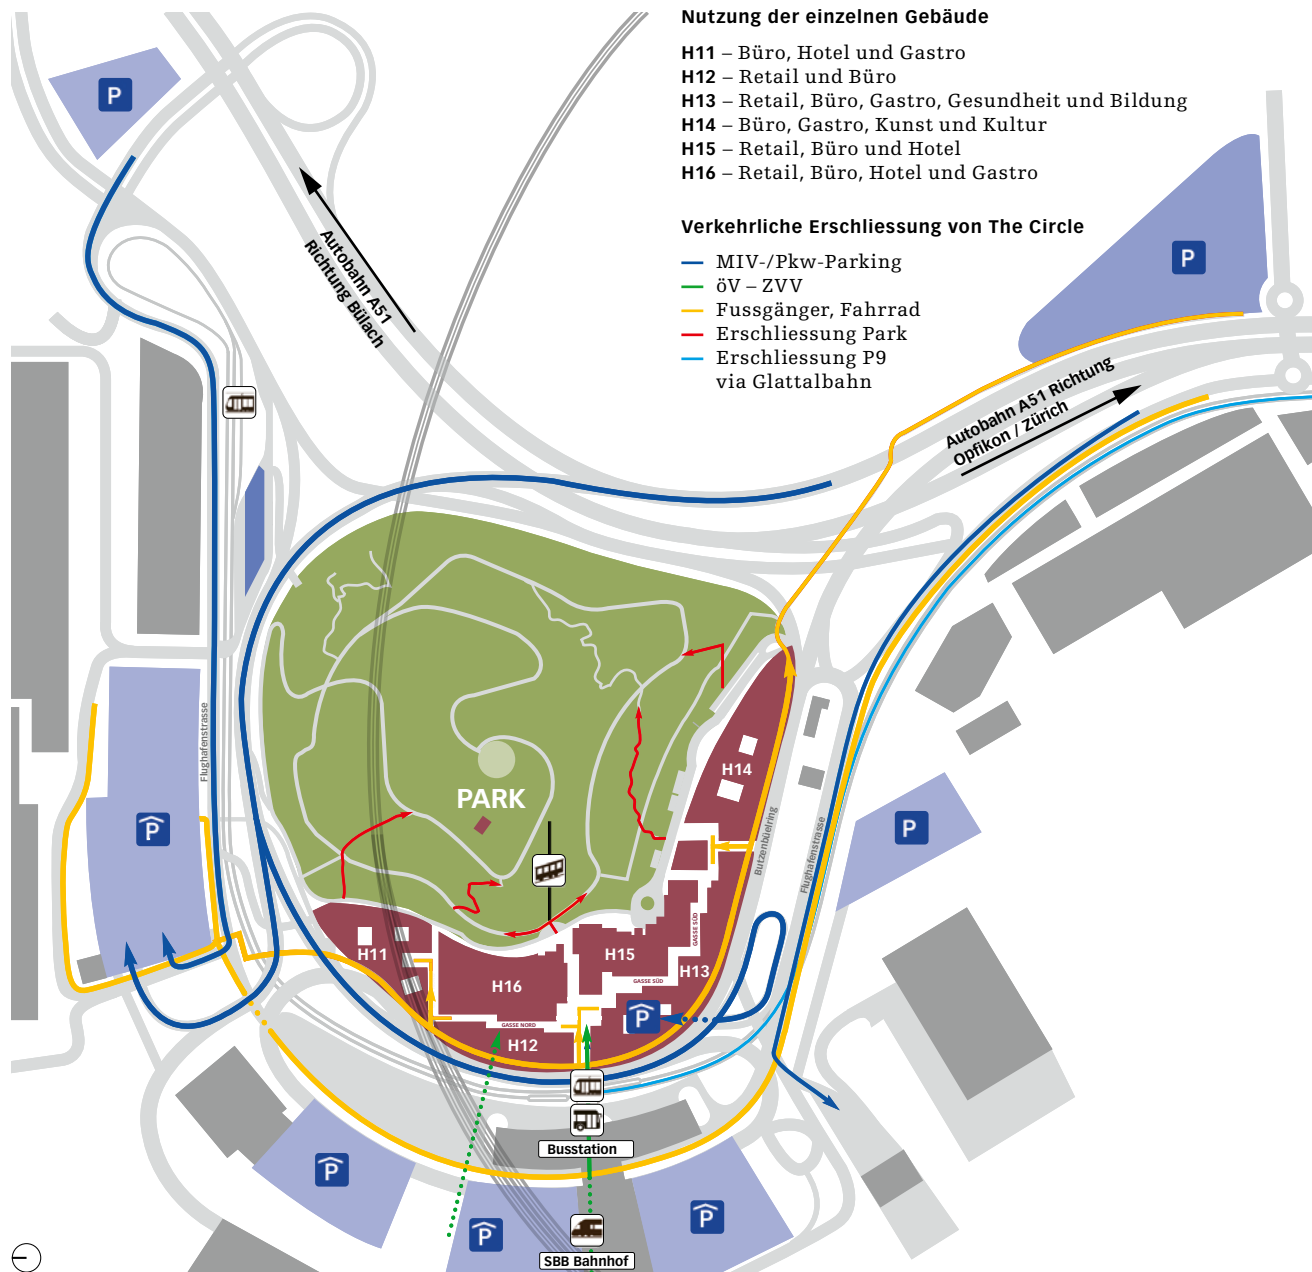 Nutzung der einzelnen Gebäude
H11 – Büro, Hotel und Gastro
H12 – Retail und Büro
H13 – Retail, Büro, Gastro, Gesundheit und Bildung
H14 – Büro, Gastro, Kunst und Kultur
H15 – Retail, Büro und Hotel
H16 – Retail, Büro, Hotel und Gastro
Verkehrliche Erschliessung von The Circle
MIV-/Pkw-Parking
öV – ZVV
Fussgänger, Fahrrad
Erschliessung Park
Erschliessung P9
via Glattalbahn
P
P
Autobahn A51
Richtung Bülach
Autobahn A51 Richtung
Opfikon / Zürich
Flughafenstrasse
PARK
H14
P
P
Butzenbüelring
Flughafenstrasse
GASSE SÜD
H11
H15
H13
GASSE SÜD
H16
P
GASSE NORD
H12
Busstation
P
P
P
SBB Bahnhof